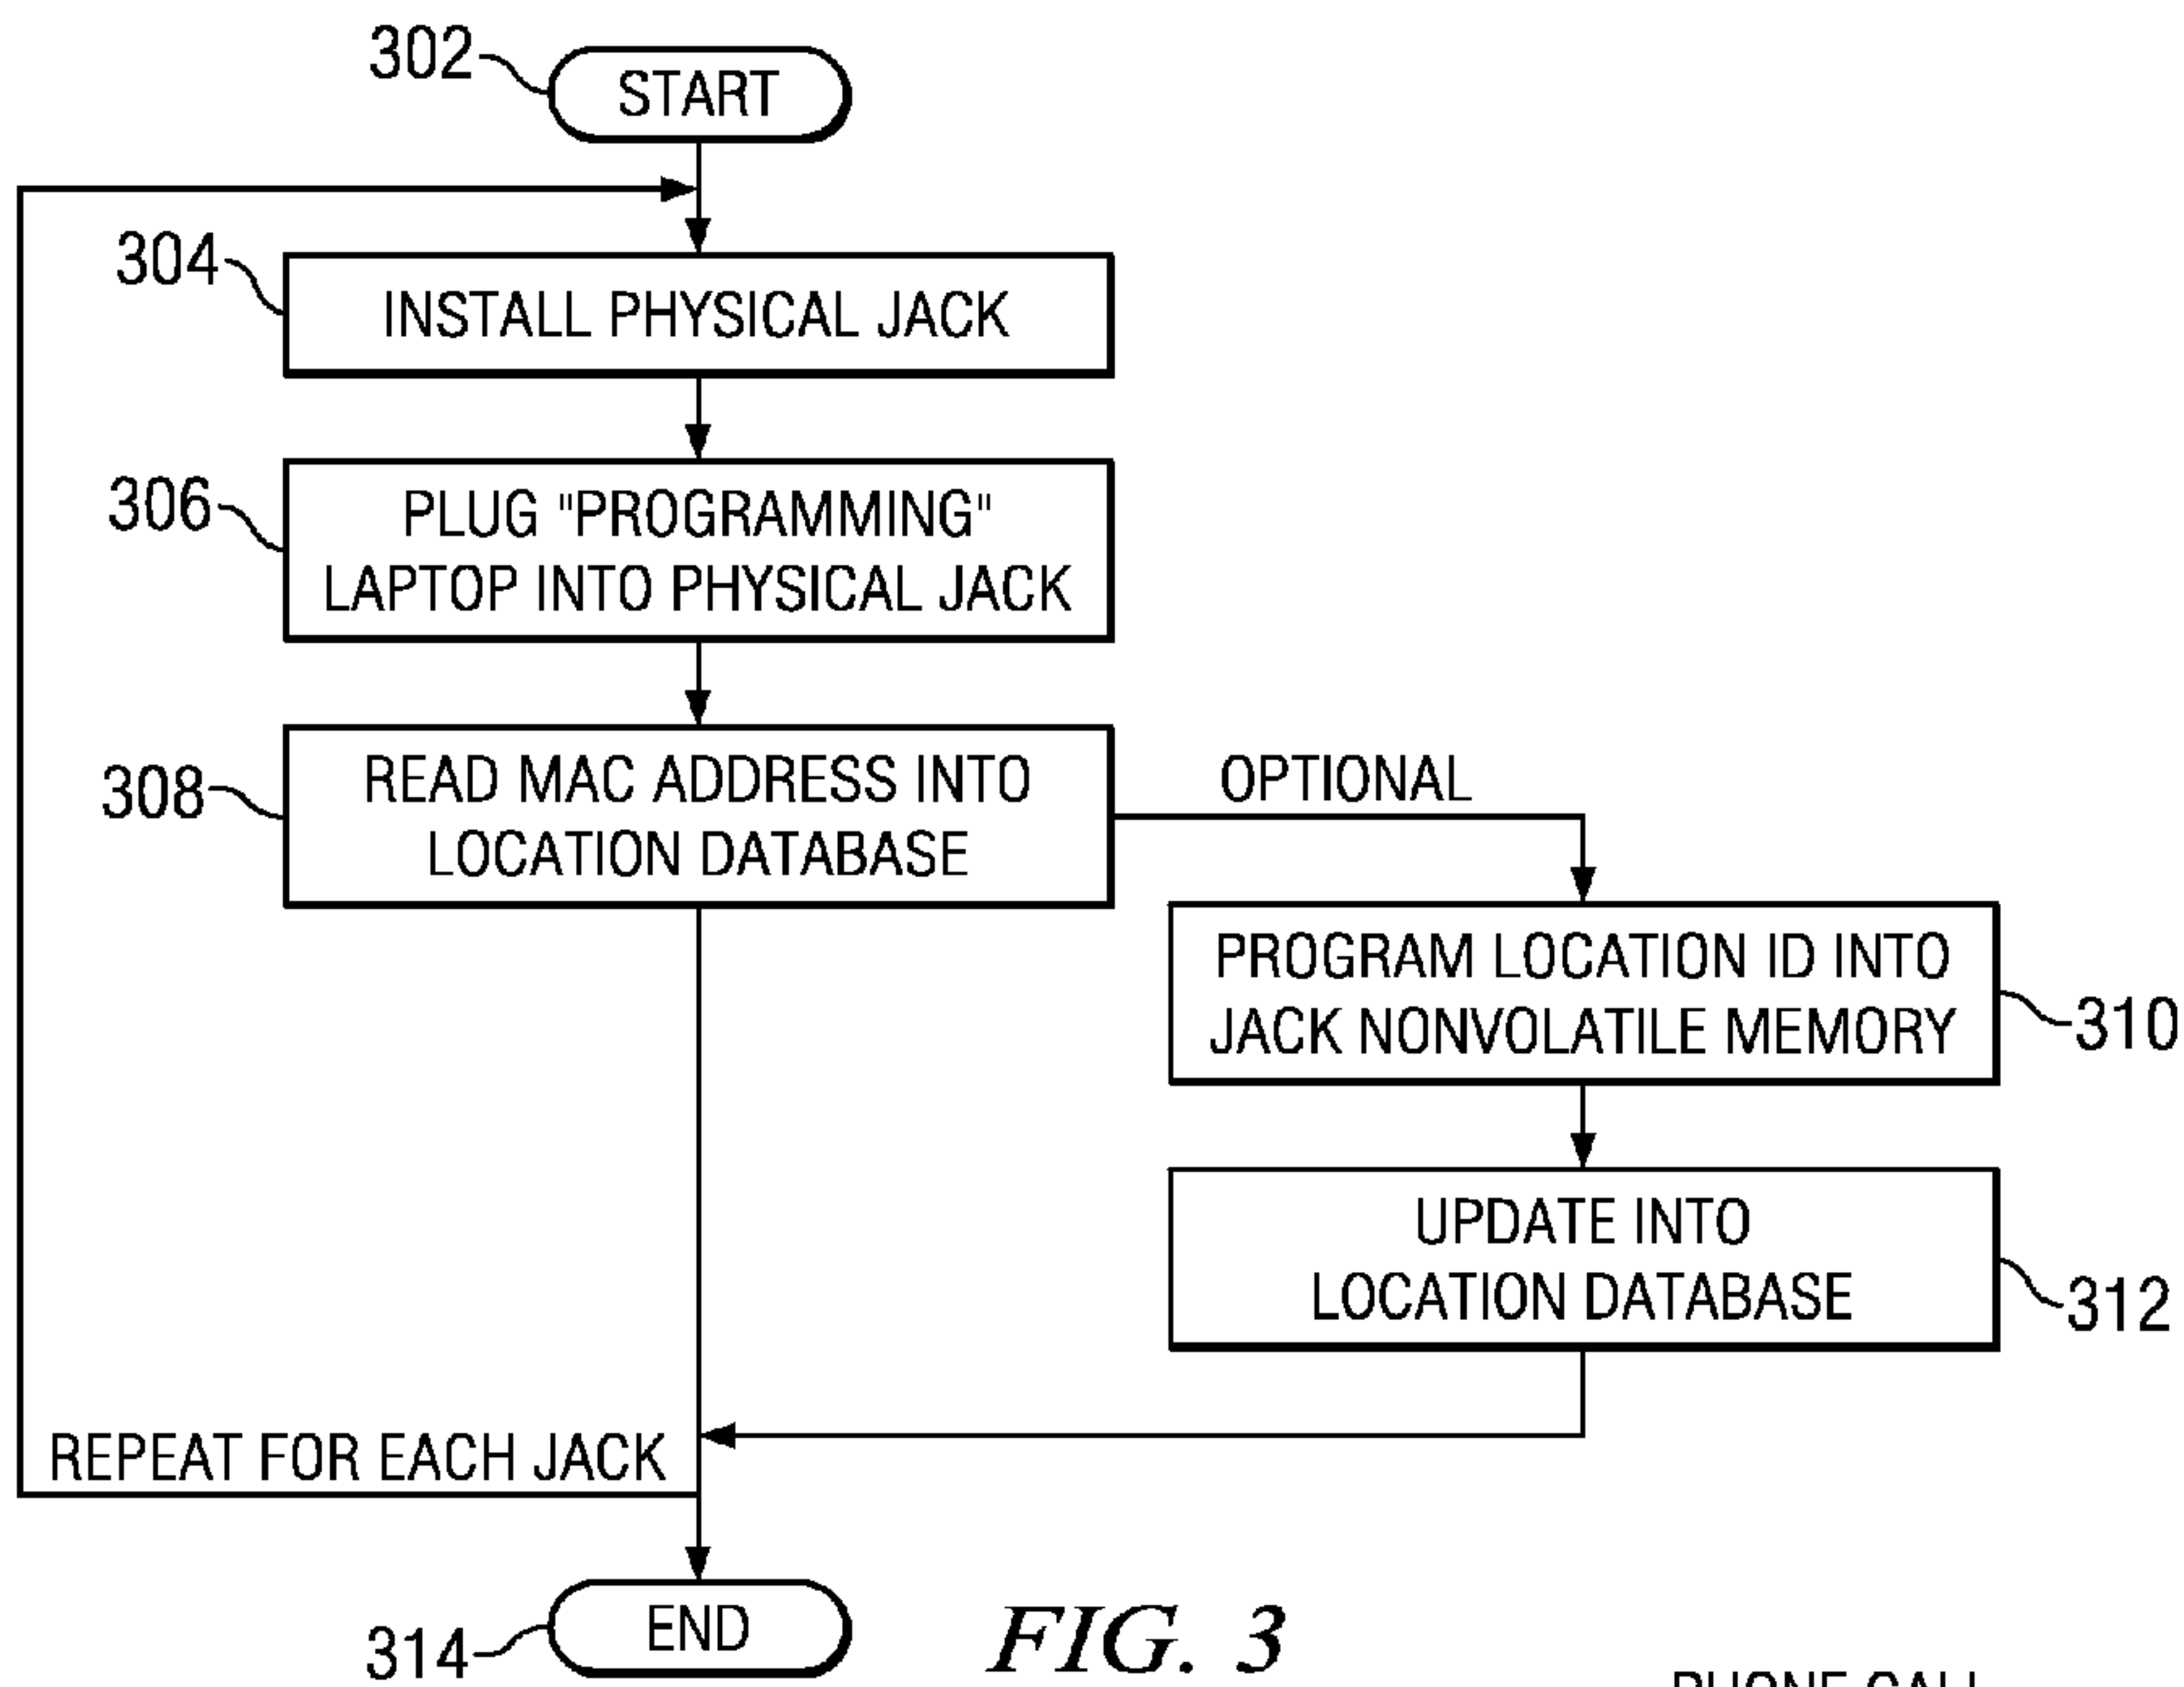 302
START
304
INSTALL PHYSICAL JACK
306
PLUG "PROGRAMMING"
LAPTOP INTO PHYSICAL JACK
308
READ MAC ADDRESS INTO
LOCATION DATABASE
OPTIONAL
PROGRAM LOCATION ID INTO
JACK NONVOLATILE MEMORY
310
UPDATE INTO
LOCATION DATABASE
312
REPEAT FOR EACH JACK
END
314
FIG. 3
PHONE CALL